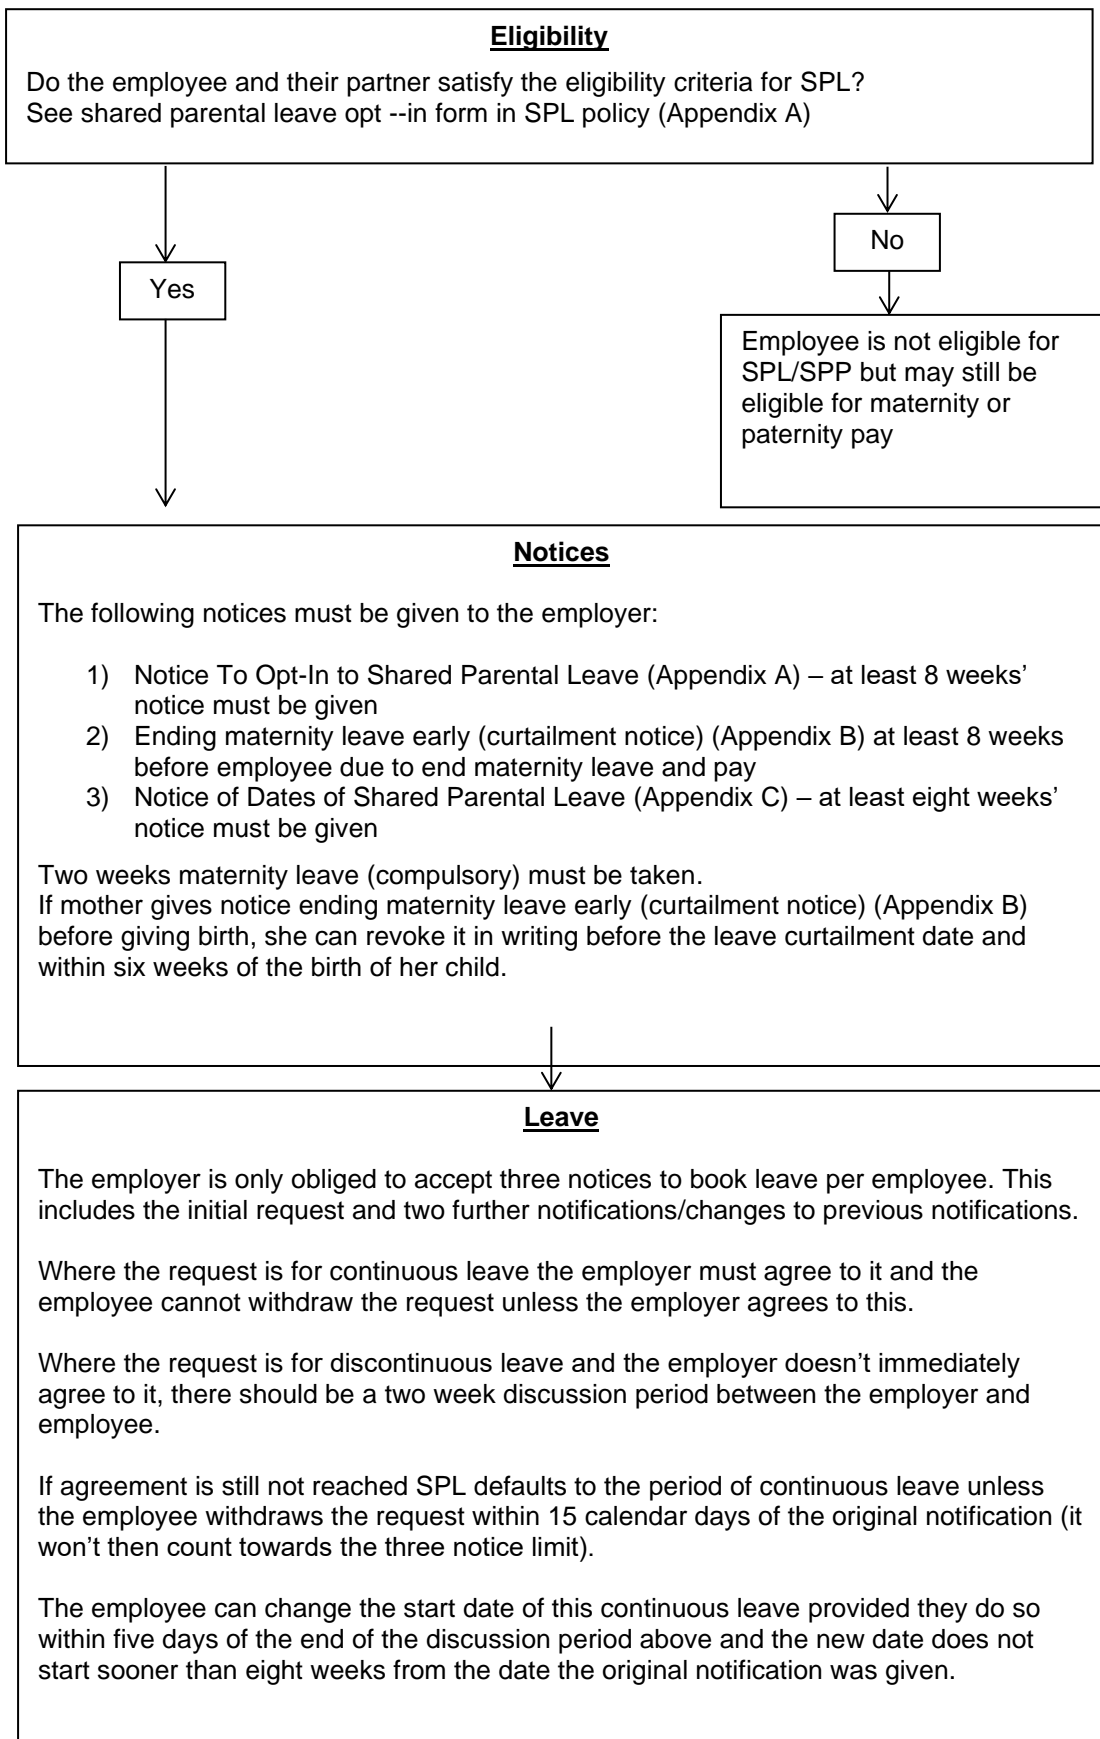 Eligibility
Do the employee and their partner satisfy the eligibility criteria for SPL?
See shared parental leave opt --in form in SPL policy (Appendix A)
Yes
No
Employee is not eligible for
SPL/SPP but may still be
eligible for maternity or
paternity pay
Notices
The following notices must be given to the employer:
1) Notice To Opt-In to Shared Parental Leave (Appendix A) – at least 8 weeks’
notice must be given
2) Ending maternity leave early (curtailment notice) (Appendix B) at least 8 weeks
before employee due to end maternity leave and pay
3) Notice of Dates of Shared Parental Leave (Appendix C) – at least eight weeks’
notice must be given
Two weeks maternity leave (compulsory) must be taken.
If mother gives notice ending maternity leave early (curtailment notice) (Appendix B)
before giving birth, she can revoke it in writing before the leave curtailment date and
within six weeks of the birth of her child.
Leave
The employer is only obliged to accept three notices to book leave per employee. This
includes the initial request and two further notifications/changes to previous notifications.
Where the request is for continuous leave the employer must agree to it and the
employee cannot withdraw the request unless the employer agrees to this.
Where the request is for discontinuous leave and the employer doesn’t immediately
agree to it, there should be a two week discussion period between the employer and
employee.
If agreement is still not reached SPL defaults to the period of continuous leave unless
the employee withdraws the request within 15 calendar days of the original notification (it
won’t then count towards the three notice limit).
The employee can change the start date of this continuous leave provided they do so
within five days of the end of the discussion period above and the new date does not
start sooner than eight weeks from the date the original notification was given.